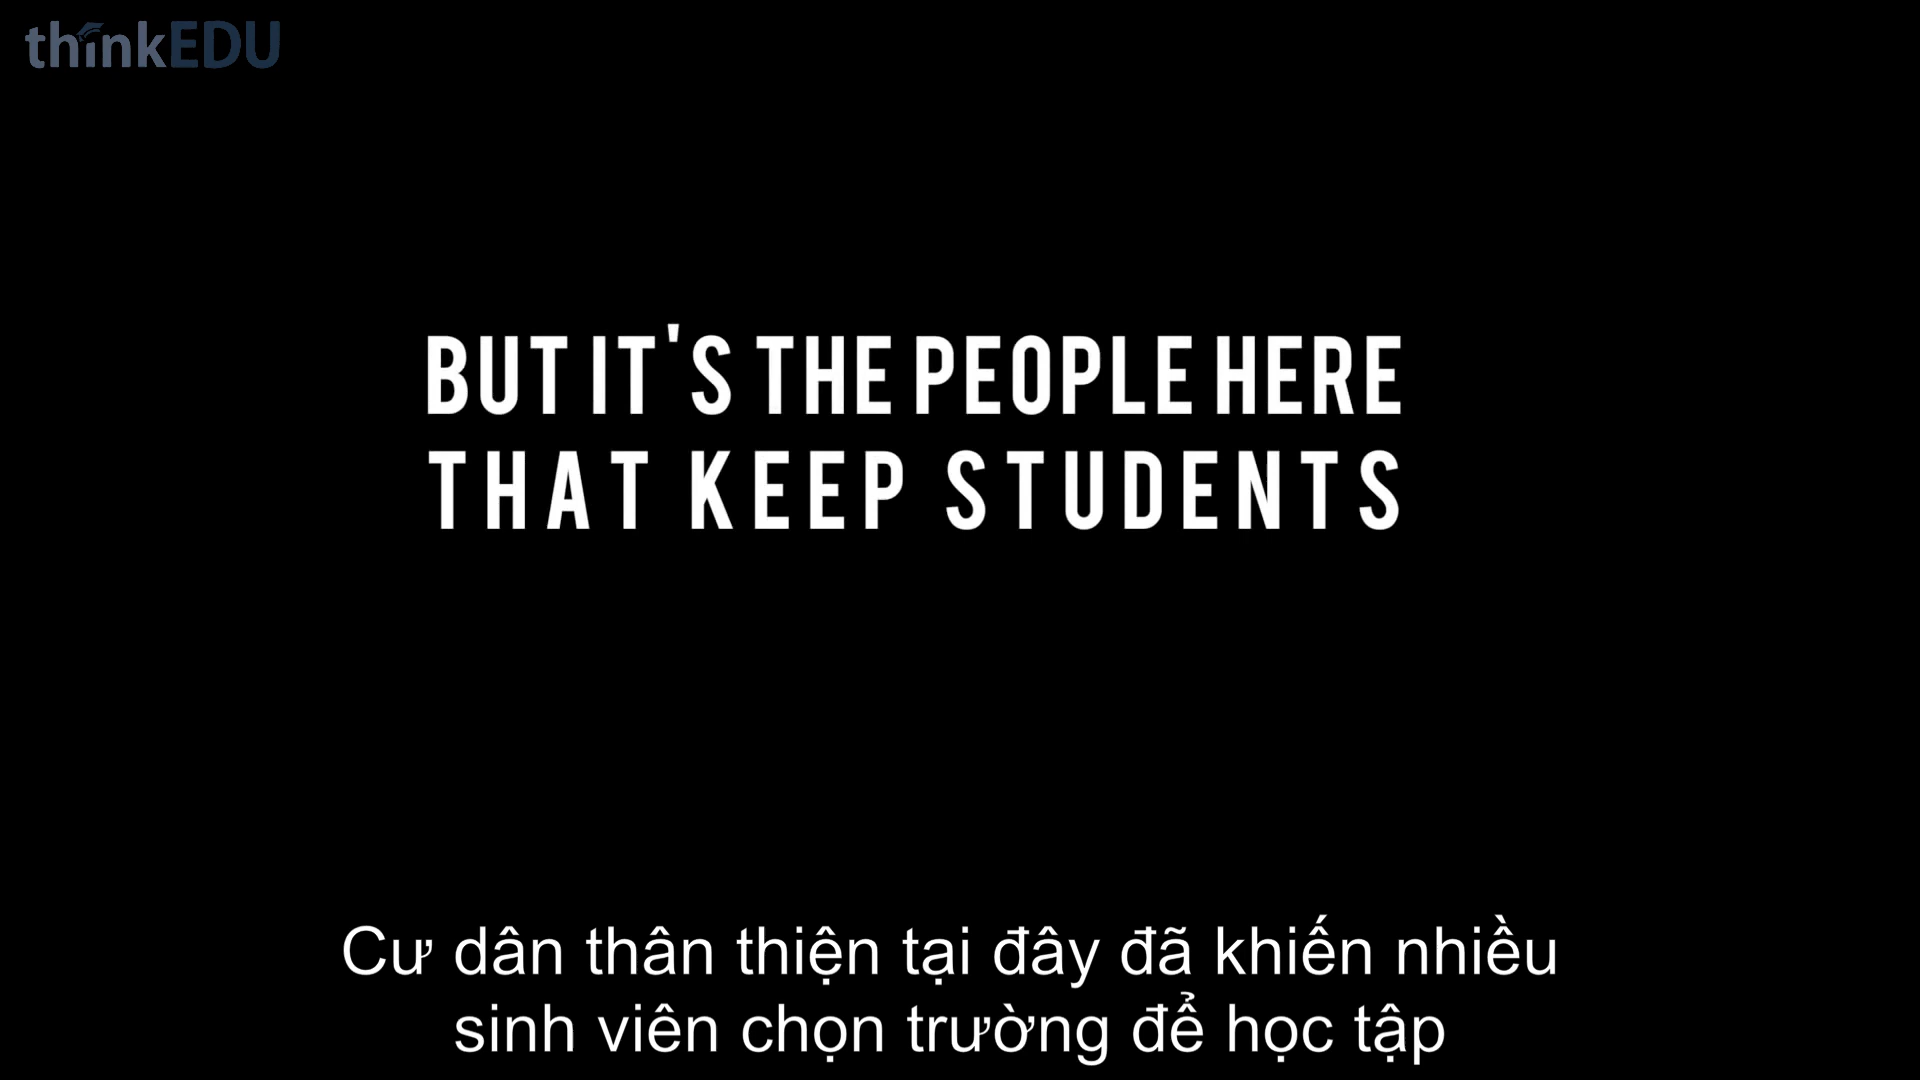 thinkEDU
BUT IT'S THE PEOPLE HERE
THAT KEEP STUDENTS
Cư dân thân thiện tại đây đã khiến nhiều
sinh viên chọn trường để học tập